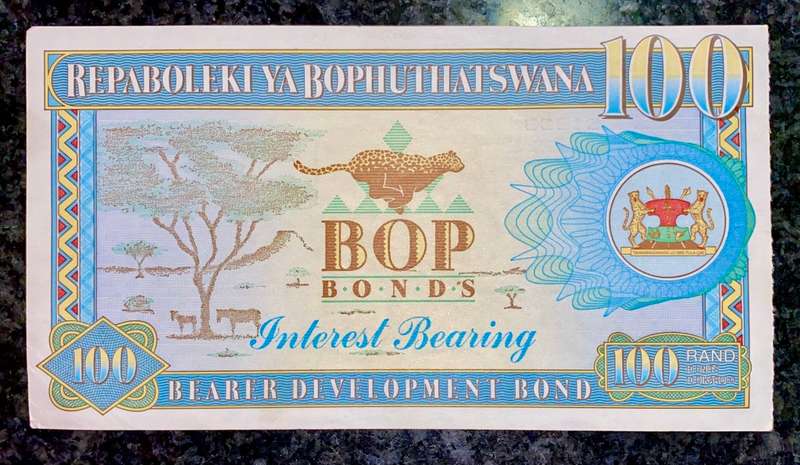 REPABOLEKI YA BOPHUTHATSWANA
100
BOP
BONDS
Interest Bearing
100
100 RAND
BEARER DEVELOPMENT BOND